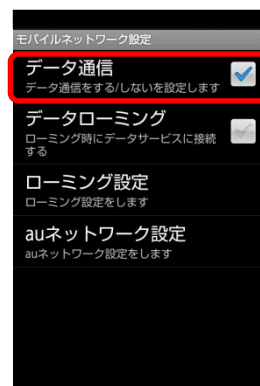 モバイルネットワーク設定
データ通信
データ通信をする/しないを設定します
データローミング
ローミング時にデータサービスに接続
する
ローミング設定
ローミング設定をします
auネットワーク設定
auネットワーク設定をします